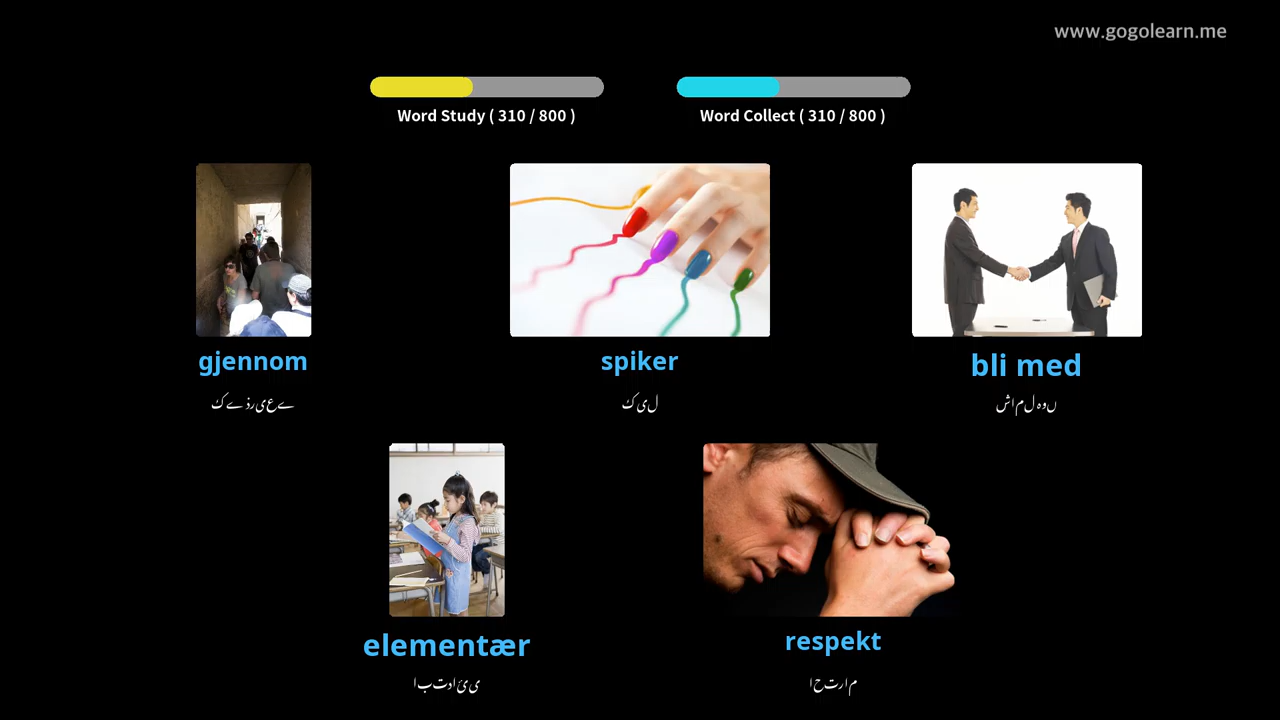 www.gogolearn.me
Word Study ( 310 / 800 )
Word Collect ( 310 / 800 )
gjennom
spiker
bli med
کے ذریعے
کیل
شامل ہوں
elementær
respekt
ابتدائی
احترام